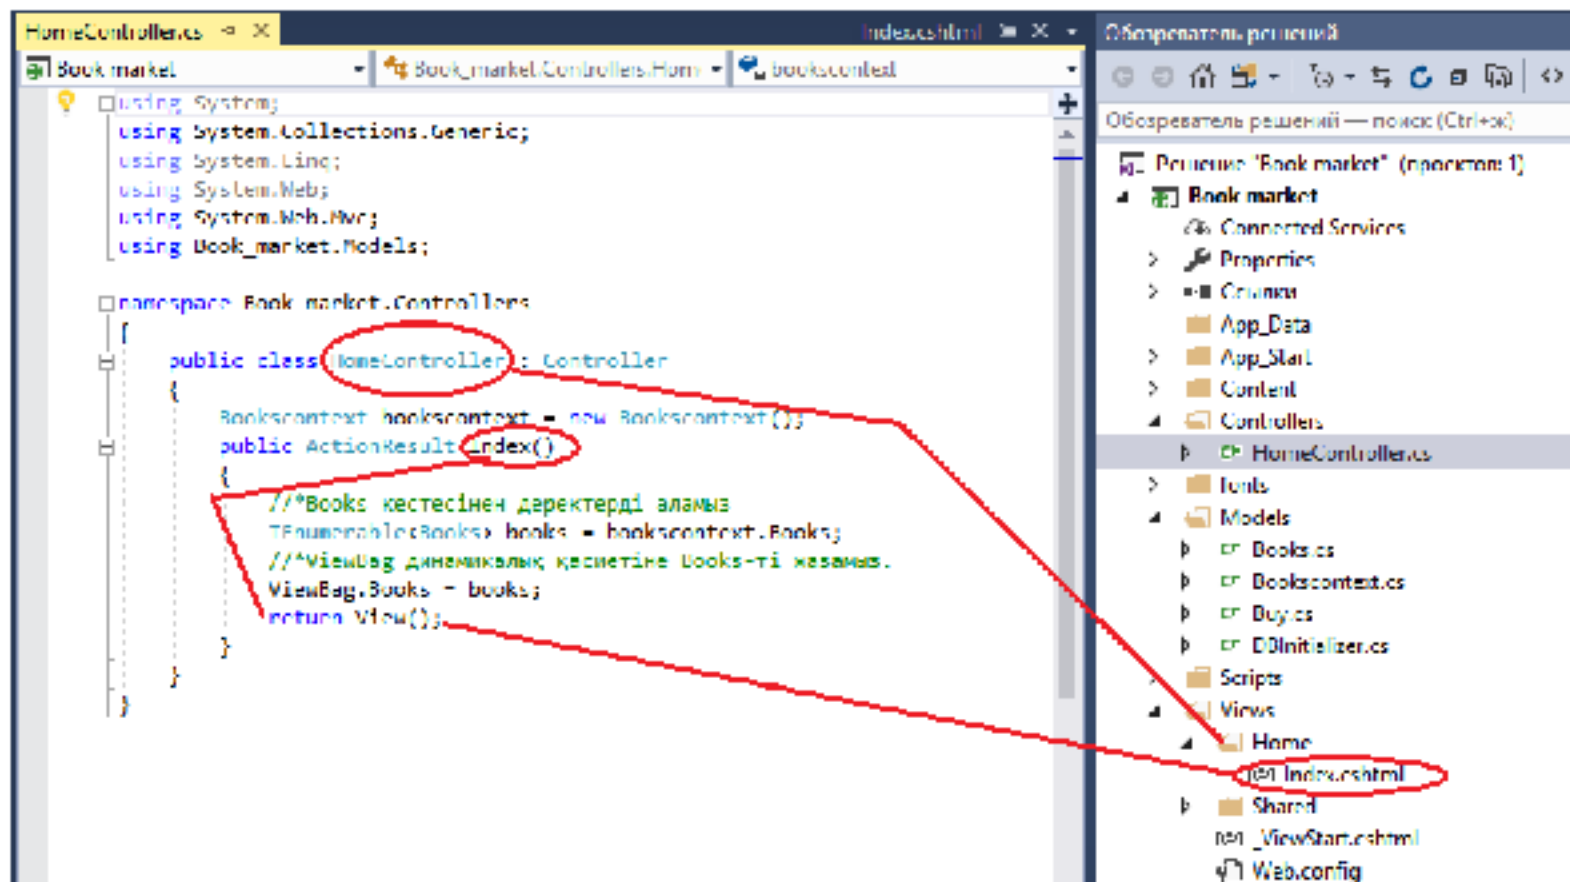 HomeController.cs
Index.cshtml
Book market
Book_market.Controllers.Hom
bookscontext
using System;
using System.Collections.Generic;
using System.Linq;
using System.Web;
using System.Web.Mvc;
using Book_market.Models;
namespace Book_market.Controllers
{
public class HomeController : Controller
{
Bookscontext bookscontext = new Bookscontext();
public ActionResult Index()
{
//*Books кестесінен деректерді аламыз
IEnumerable<Books> books = bookscontext.Books;
//*ViewBag динамикалық қасиетіне Books-ті жазамыз.
ViewBag.Books = books;
return View();
}
}
}
Обозреватель решений
Обозреватель решений — поиск (Ctrl+ж)
Решение "Book market" (проектов: 1)
Book market
Connected Services
Properties
Ссылки
App_Data
App_Start
Content
Controllers
HomeController.cs
fonts
Models
Books.cs
Bookscontext.cs
Buy.cs
DBInitializer.cs
Scripts
Views
Home
Index.cshtml
Shared
_ViewStart.cshtml
Web.config